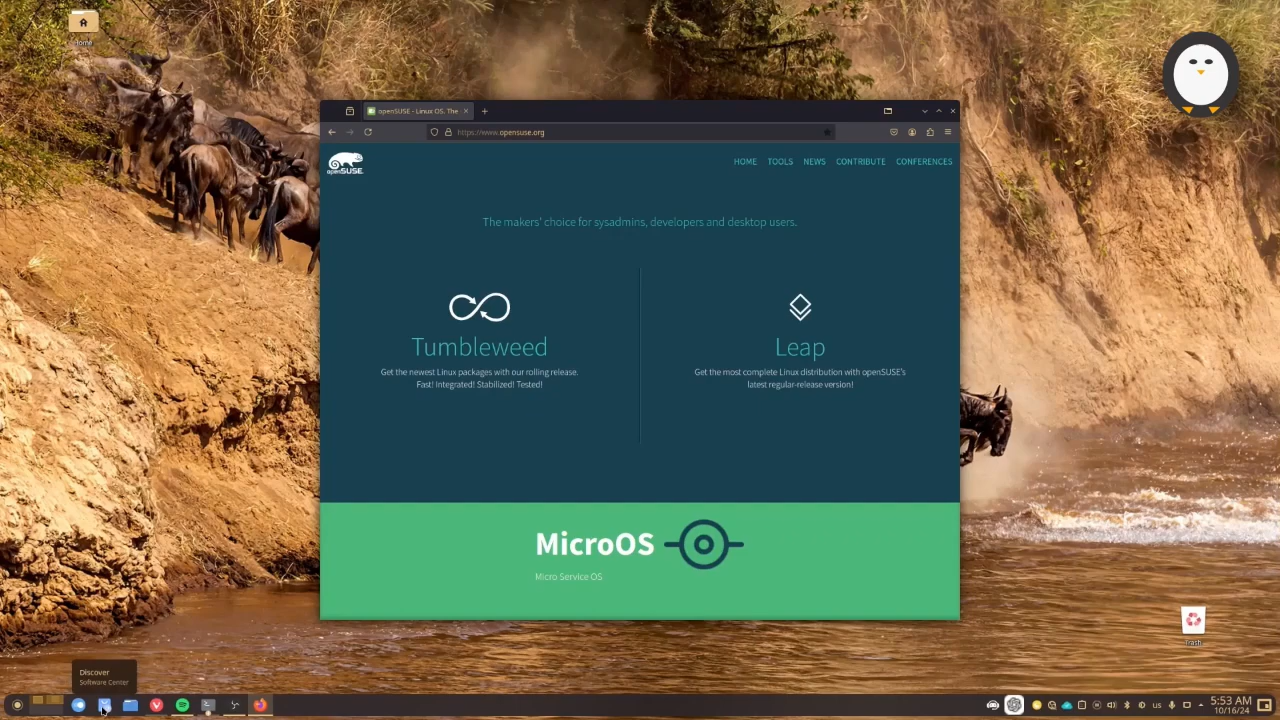 Home
openSUSE - Linux OS. The
https://www.opensuse.org
openSUSE
HOME TOOLS NEWS CONTRIBUTE CONFERENCES
The makers' choice for sysadmins, developers and desktop users.
Tumbleweed
Get the newest Linux packages with our rolling release.
Fast! Integrated! Stabilized! Tested!
Leap
Get the most complete Linux distribution with openSUSE's
latest regular-release version!
MicroOS
Micro Service OS
Trash
Discover
Software Center
us
5:53 AM
10/16/24